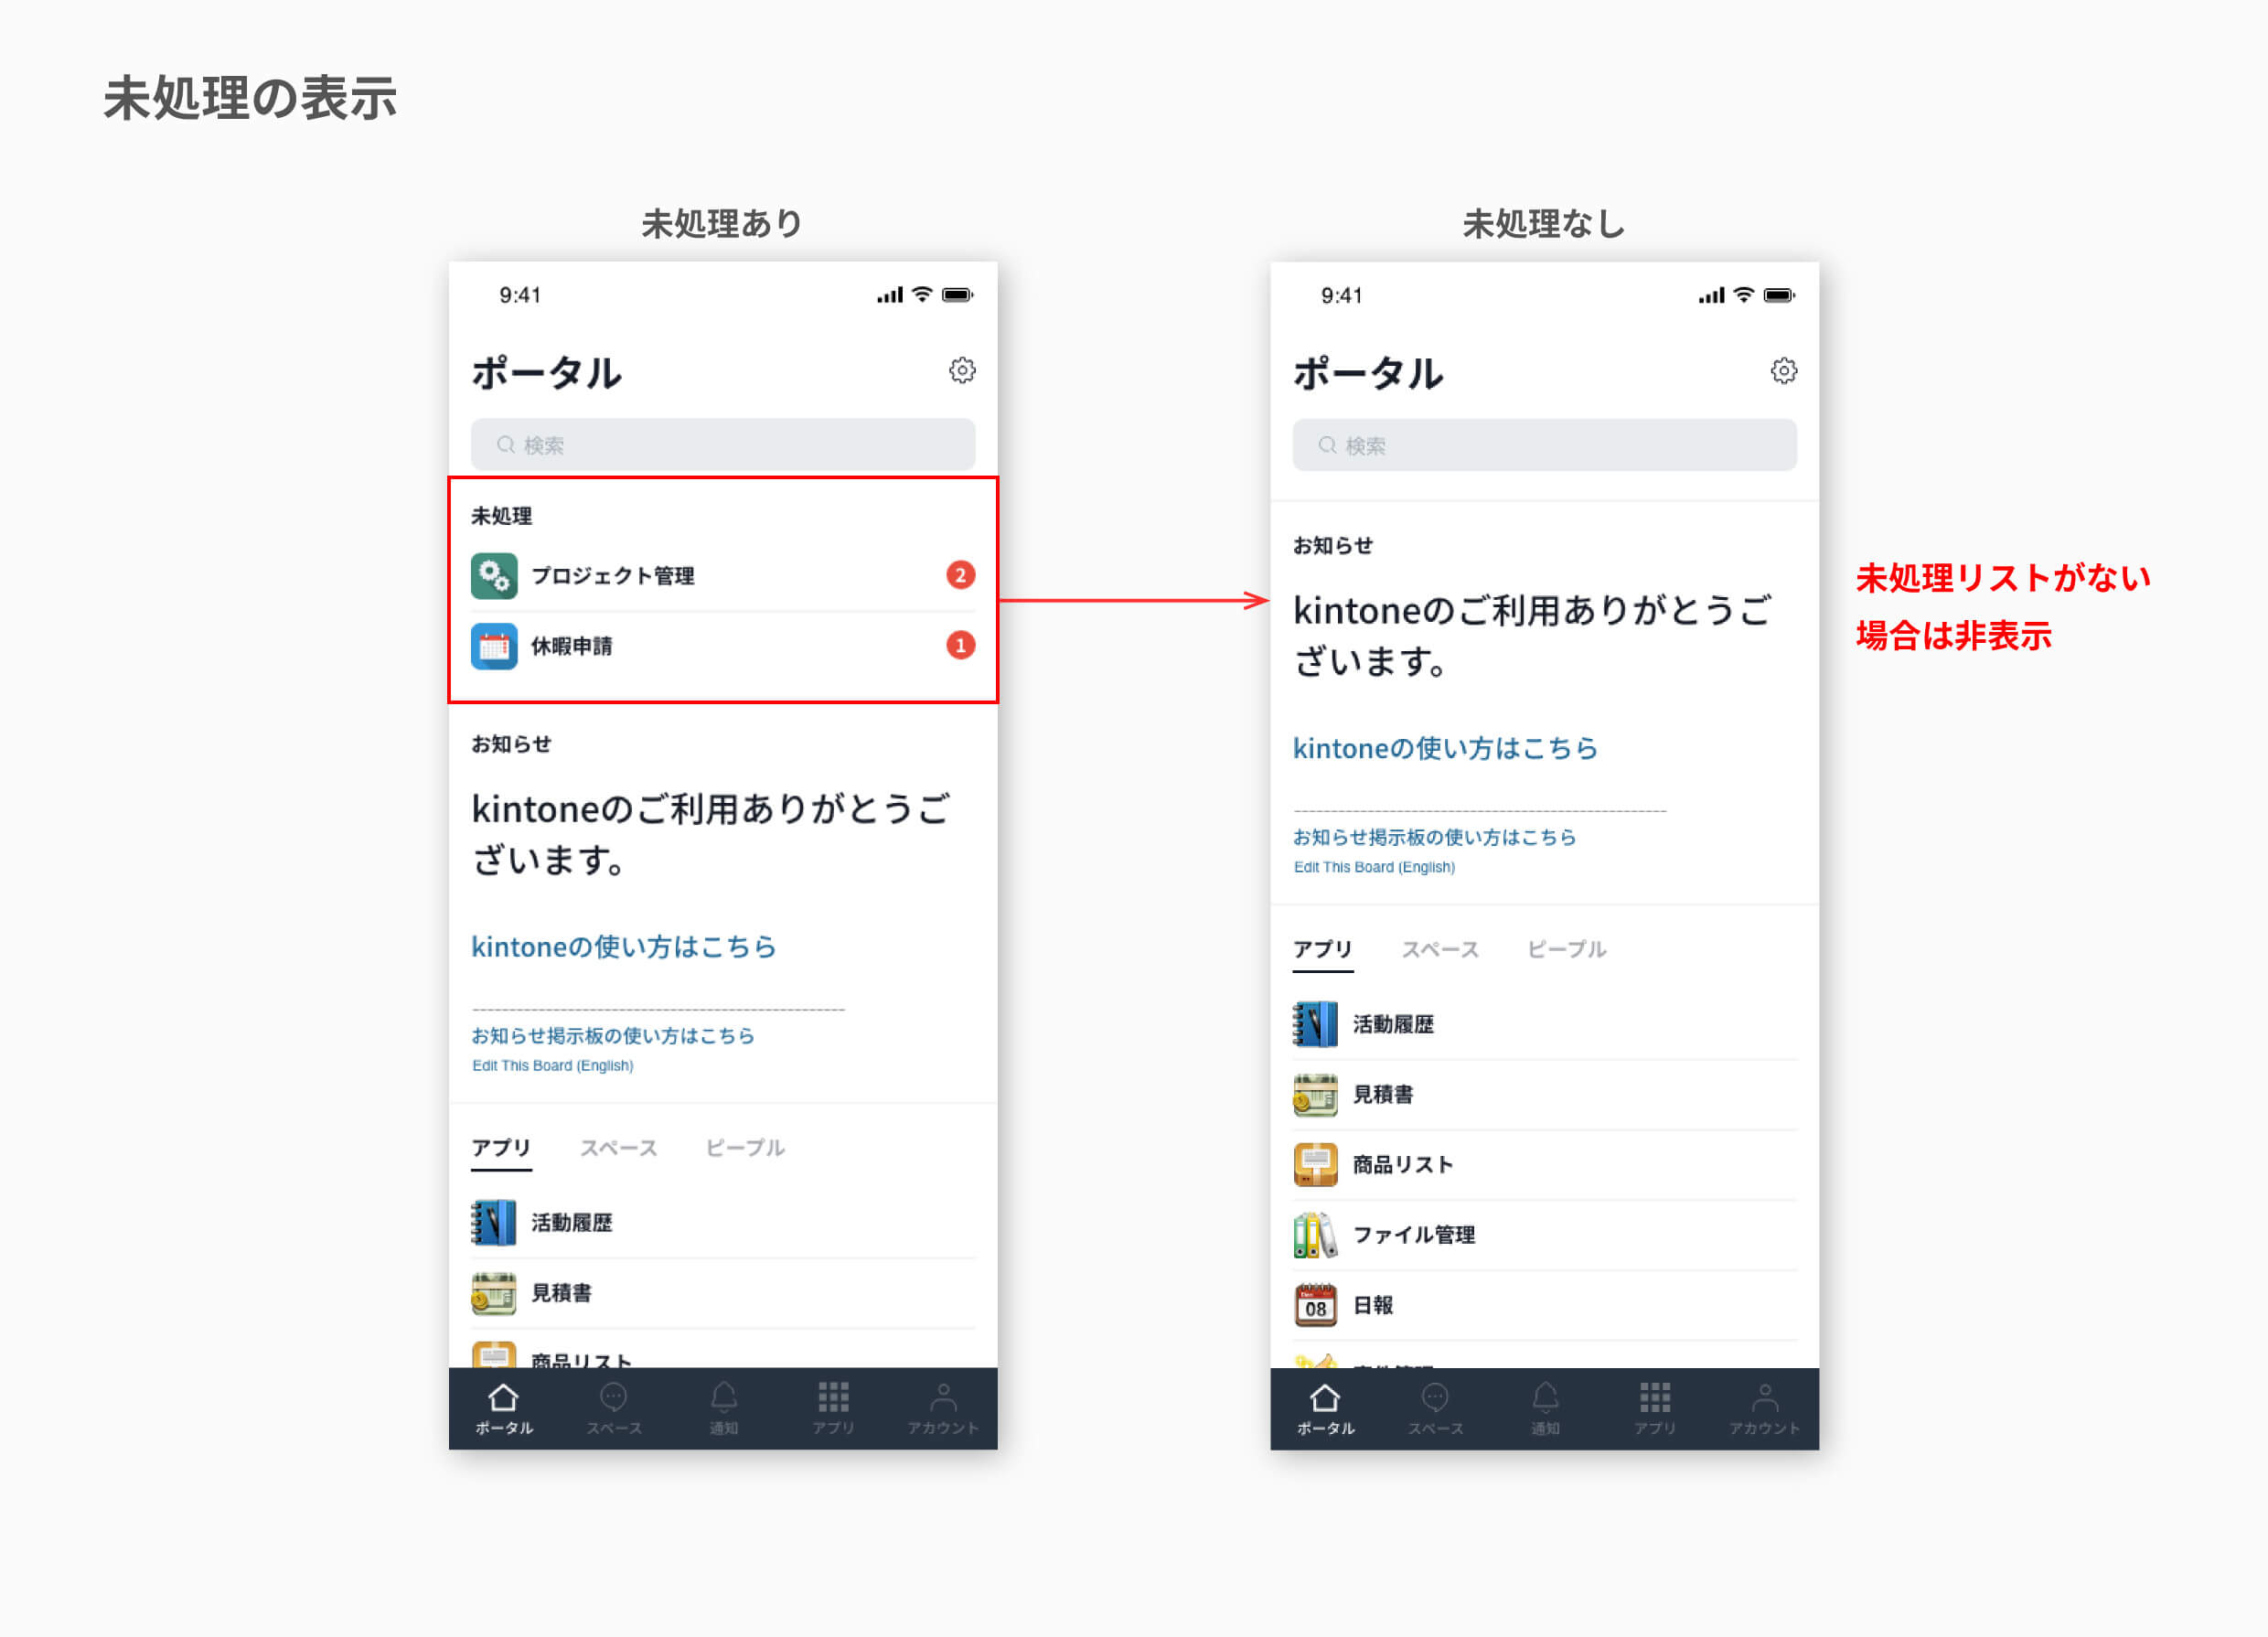 未処理の表示
未処理あり
9:41
ポータル
検索
未処理
プロジェクト管理
2
休暇申請
1
お知らせ
kintoneのご利用ありがとうご
ざいます。
kintoneの使い方はこちら
お知らせ掲示板の使い方はこちら
Edit This Board (English)
アプリ スペース ピープル
活動履歴
見積書
商品リスト
ポータル スペース 通知 アプリ アカウント
未処理なし
9:41
ポータル
検索
お知らせ
kintoneのご利用ありがとうご
ざいます。
kintoneの使い方はこちら
お知らせ掲示板の使い方はこちら
Edit This Board (English)
アプリ スペース ピープル
活動履歴
見積書
商品リスト
ファイル管理
08
日報
ポータル スペース 通知 アプリ アカウント
未処理リストがない
場合は非表示